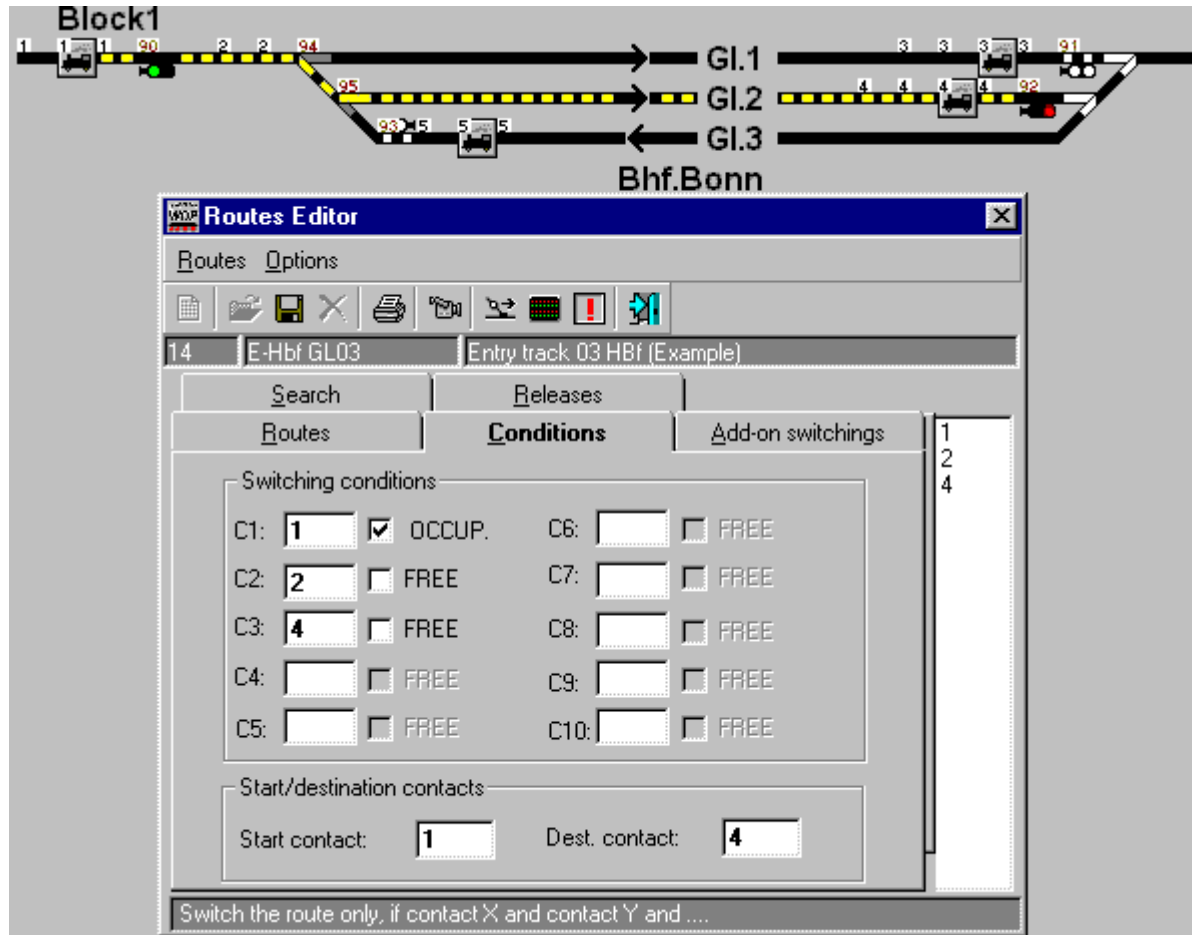 Block1
1 1 1 90 2 2 94 Gl.1 3 3 3 3 91
95 Gl.2 4 4 4 4 92
93 5 5 5 Gl.3
Bhf.Bonn
Routes Editor
Routes Options
14 E-Hbf GL03 Entry track 03 HBf (Example)
Search Releases
Routes Conditions Add-on switchings
1
2
4
Switching conditions
C1: 1 OCCUP. C6: FREE
C2: 2 FREE C7: FREE
C3: 4 FREE C8: FREE
C4: FREE C9: FREE
C5: FREE C10: FREE
Start/destination contacts
Start contact: 1 Dest. contact: 4
Switch the route only, if contact X and contact Y and ....